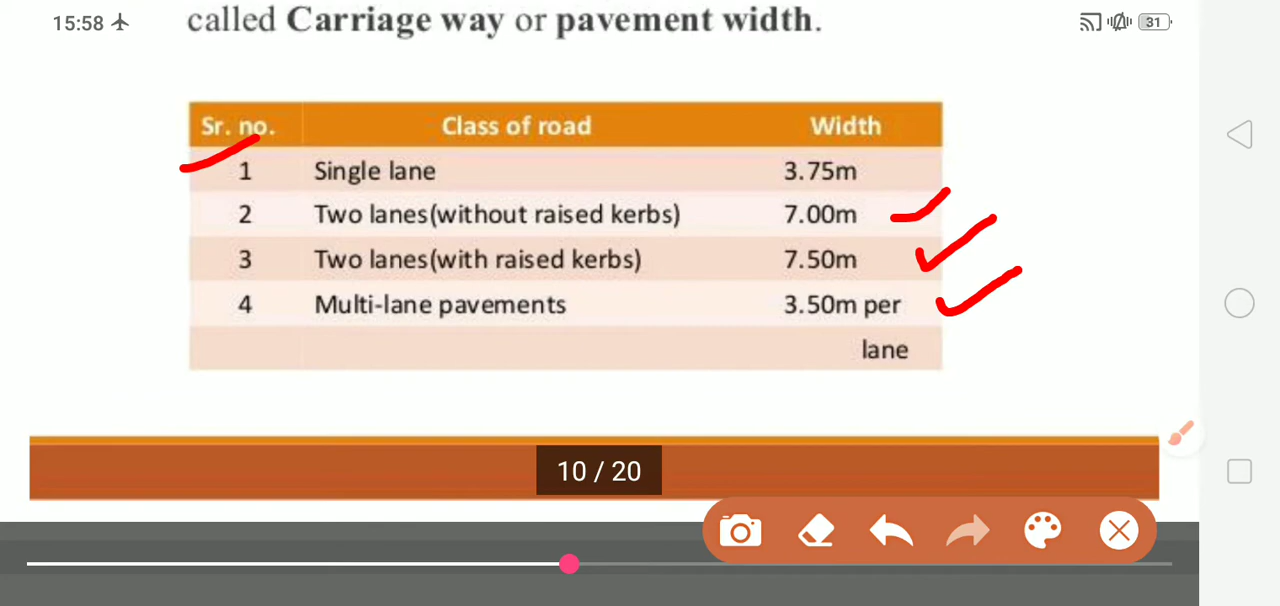 15:58
31
called Carriage way or pavement width.
Sr. no. Class of road Width
1 Single lane 3.75m
2 Two lanes(without raised kerbs) 7.00m
3 Two lanes(with raised kerbs) 7.50m
4 Multi-lane pavements 3.50m per
lane
10 / 20